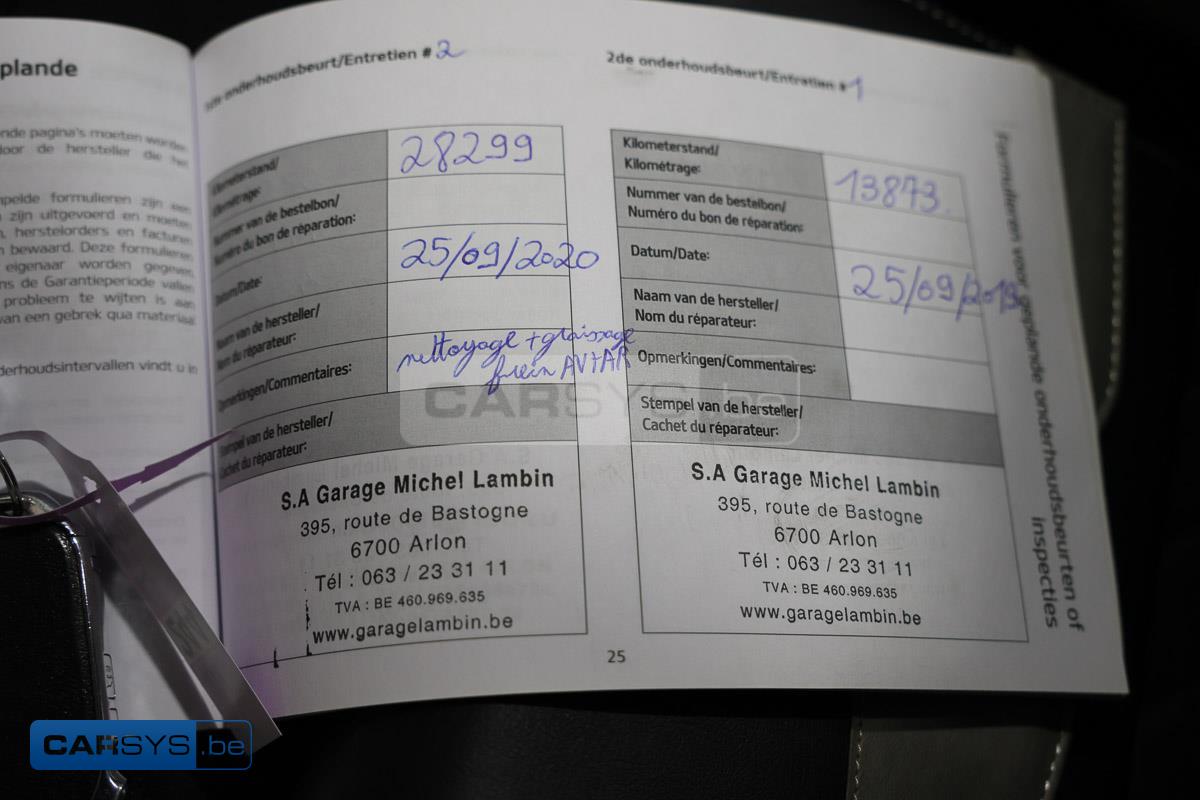 plande
nde pagina's moeten worden
door de hersteller die het
npelde formulieren zijn een
n zijn uitgevoerd en moeten
n, herstelorders en facturen
n bewaard. Deze formulieren
eigenaar worden gegeven
ns de Garantieperiode vallen
probleem te wijten is aan
van een gebrek qua materiaal
derhoudsintervallen vindt u in
1de onderhoudsbeurt/Entretien # 2
Kilometerstand/
Kilométrage:
28299
Nummer van de bestelbon/
Numéro du bon de réparation:
Datum/Date:
25/09/2020
Naam van de hersteller/
Nom du réparateur:
Opmerkingen/Commentaires:
nettoyage + graissage
frein AV+AR
Stempel van de hersteller/
Cachet du réparateur:
S.A Garage Michel Lambin
395, route de Bastogne
6700 Arlon
Tél : 063 / 23 31 11
TVA : BE 460.969.635
www.garagelambin.be
2de onderhoudsbeurt/Entretien # 1
Kilometerstand/
Kilométrage:
13873
Nummer van de bestelbon/
Numéro du bon de réparation:
Datum/Date:
25/09/2019
Naam van de hersteller/
Nom du réparateur:
Opmerkingen/Commentaires:
Stempel van de hersteller/
Cachet du réparateur:
S.A Garage Michel Lambin
395, route de Bastogne
6700 Arlon
Tél : 063 / 23 31 11
TVA : BE 460.969.635
www.garagelambin.be
25
Formulieren voor geplande onderhoudsbeurten of
inspecties
CARSYS.be
CARSYS.be